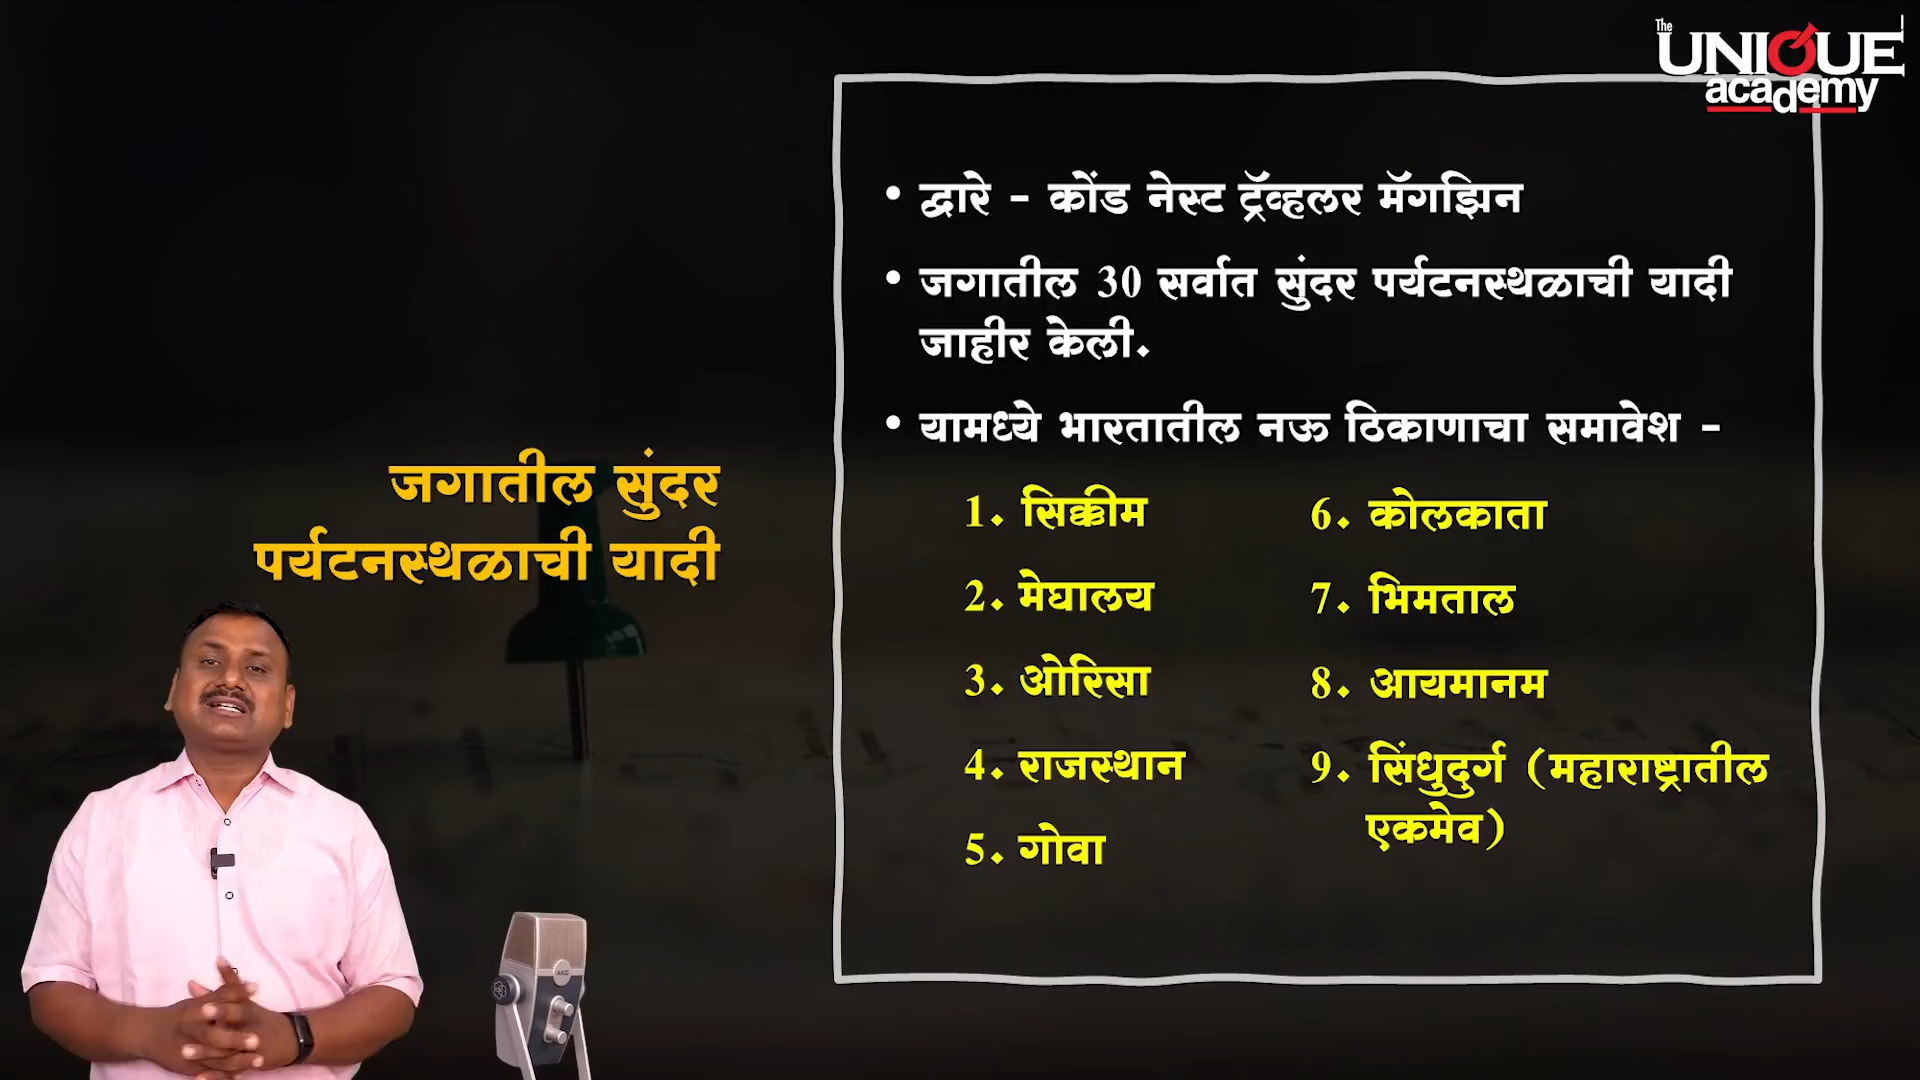 The
UNIQUE
academy
• द्वारे - कोंड नेस्ट ट्रॅव्हलर मॅगझिन
• जगातील 30 सर्वात सुंदर पर्यटनस्थळाची यादी
जाहीर केली.
• यामध्ये भारतातील नऊ ठिकाणाचा समावेश -
जगातील सुंदर
पर्यटनस्थळाची यादी
1. सिक्कीम
2. मेघालय
3. ओरिसा
4. राजस्थान
5. गोवा
6. कोलकाता
7. भिमताल
8. आयमानम
9. सिंधुदुर्ग (महाराष्ट्रातील
एकमेव)
AKG